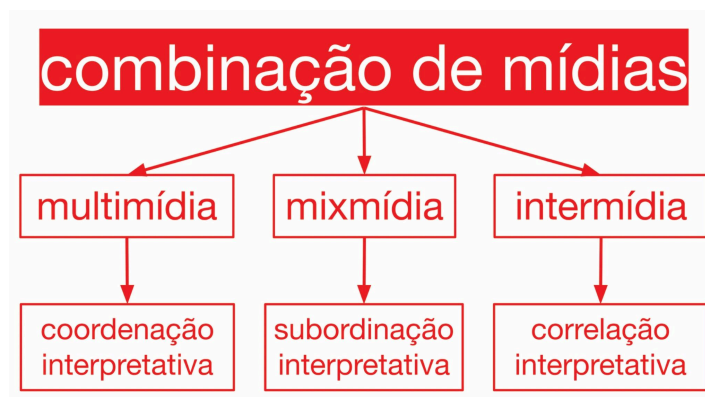 combinação de mídias
multimídia
mixmídia
intermídia
coordenação
interpretativa
subordinação
interpretativa
correlação
interpretativa